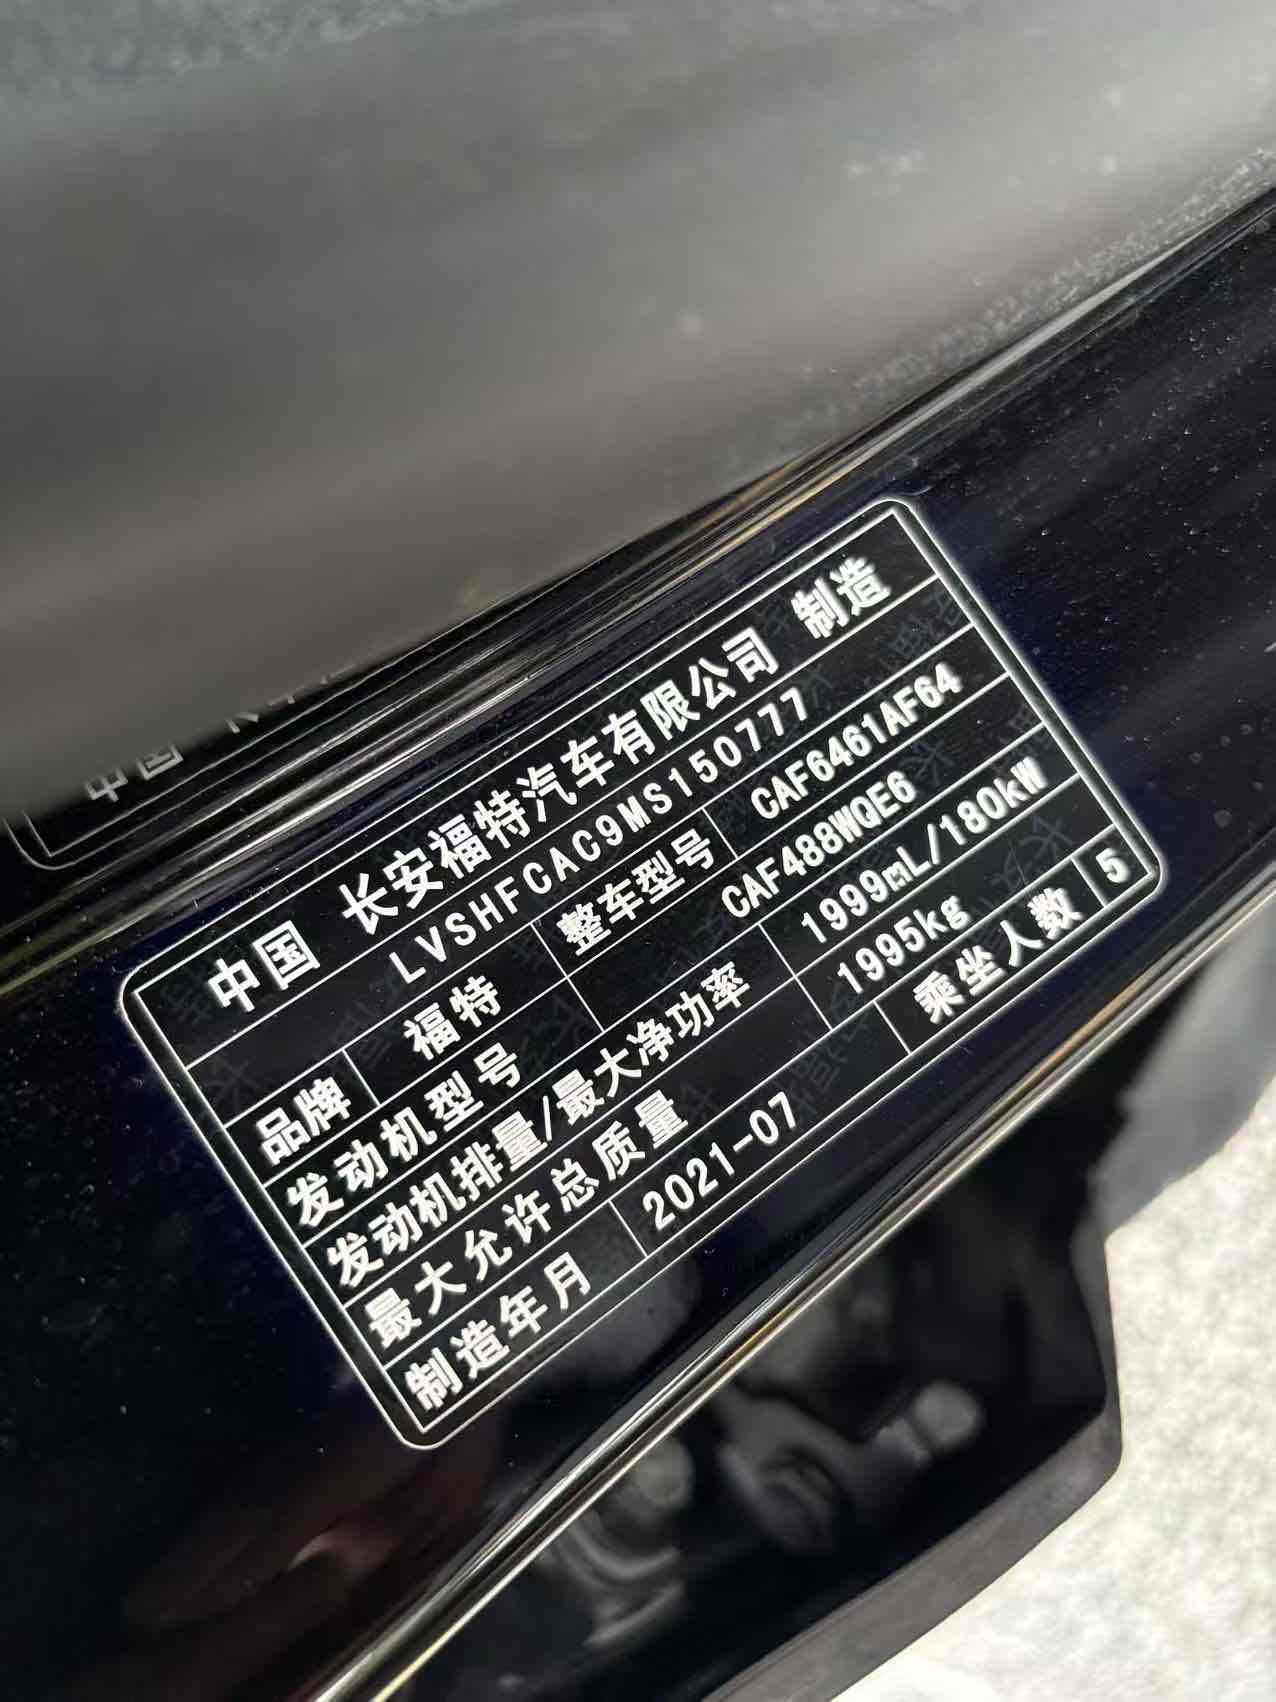 中国 长安福特汽车有限公司 制造
LVSHFCAC9MS150777
品牌 福特 整车型号 CAF6461AF64
发动机型号 CAF488WQE6
发动机排量/最大净功率 1999mL/180kW
最大允许总质量 1995kg
制造年月 2021-07 乘坐人数 5
中国